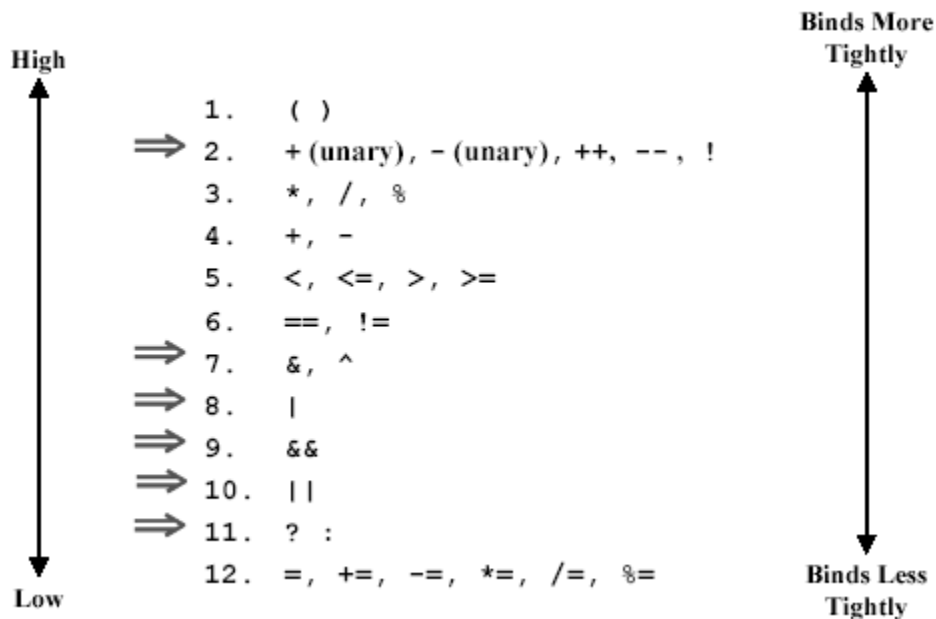 Binds More
Tightly
High
1. ( )
⇒ 2. + (unary), - (unary), ++, --, !
3. *, /, %
4. +, -
5. <, <=, >, >=
6. ==, !=
⇒ 7. &, ^
⇒ 8. |
⇒ 9. &&
⇒ 10. ||
⇒ 11. ? :
12. =, +=, -=, *=, /=, %=
Low
Binds Less
Tightly